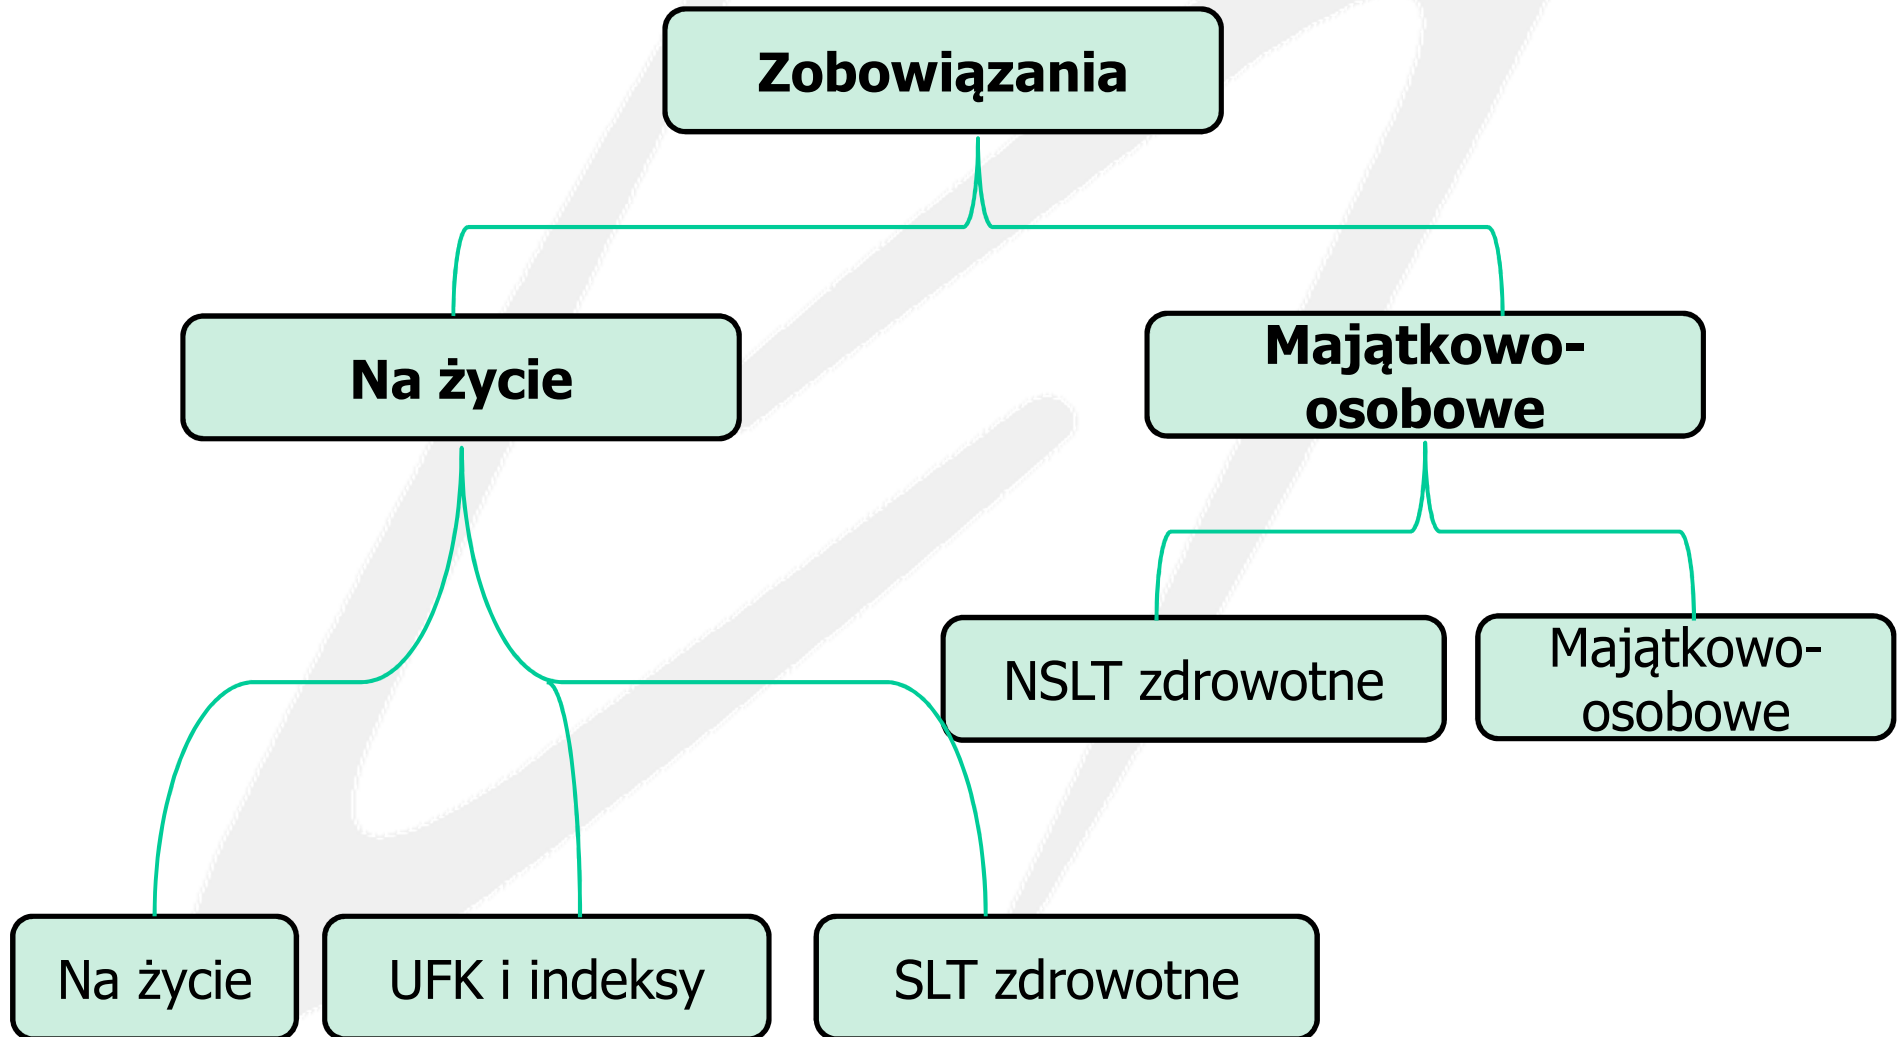 Zobowiązania
Na życie
Majątkowo-
osobowe
NSLT zdrowotne
Majątkowo-
osobowe
Na życie
UFK i indeksy
SLT zdrowotne